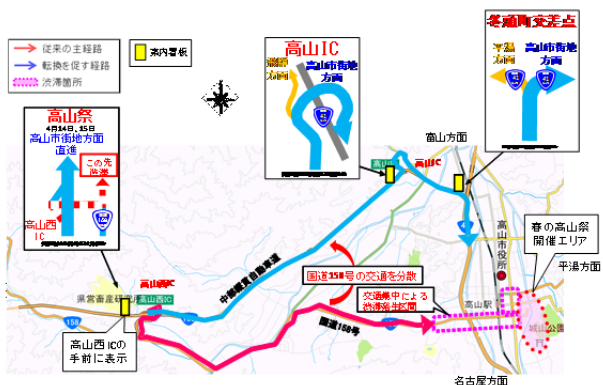 従来の主経路
転換を促す経路
渋滞箇所
案内看板
高山祭
4月14日、15日
高山市街地方面
直進
この先
渋滞
高山西
IC
158
高山IC
方面
高山市街地
方面
交差点
平湯
方面
高山市街地
方面
富山方面
高山IC
春の高山祭
開催エリア
平湯方面
高山市役所
高山駅
城山公園
国道158号の交通を分散
交通集中による
渋滞発生区間
中部縦貫自動車道
国道158号
高山西IC
高山西IC
県営畜産研究所
158
高山西ICの
手前に表示
名古屋方面